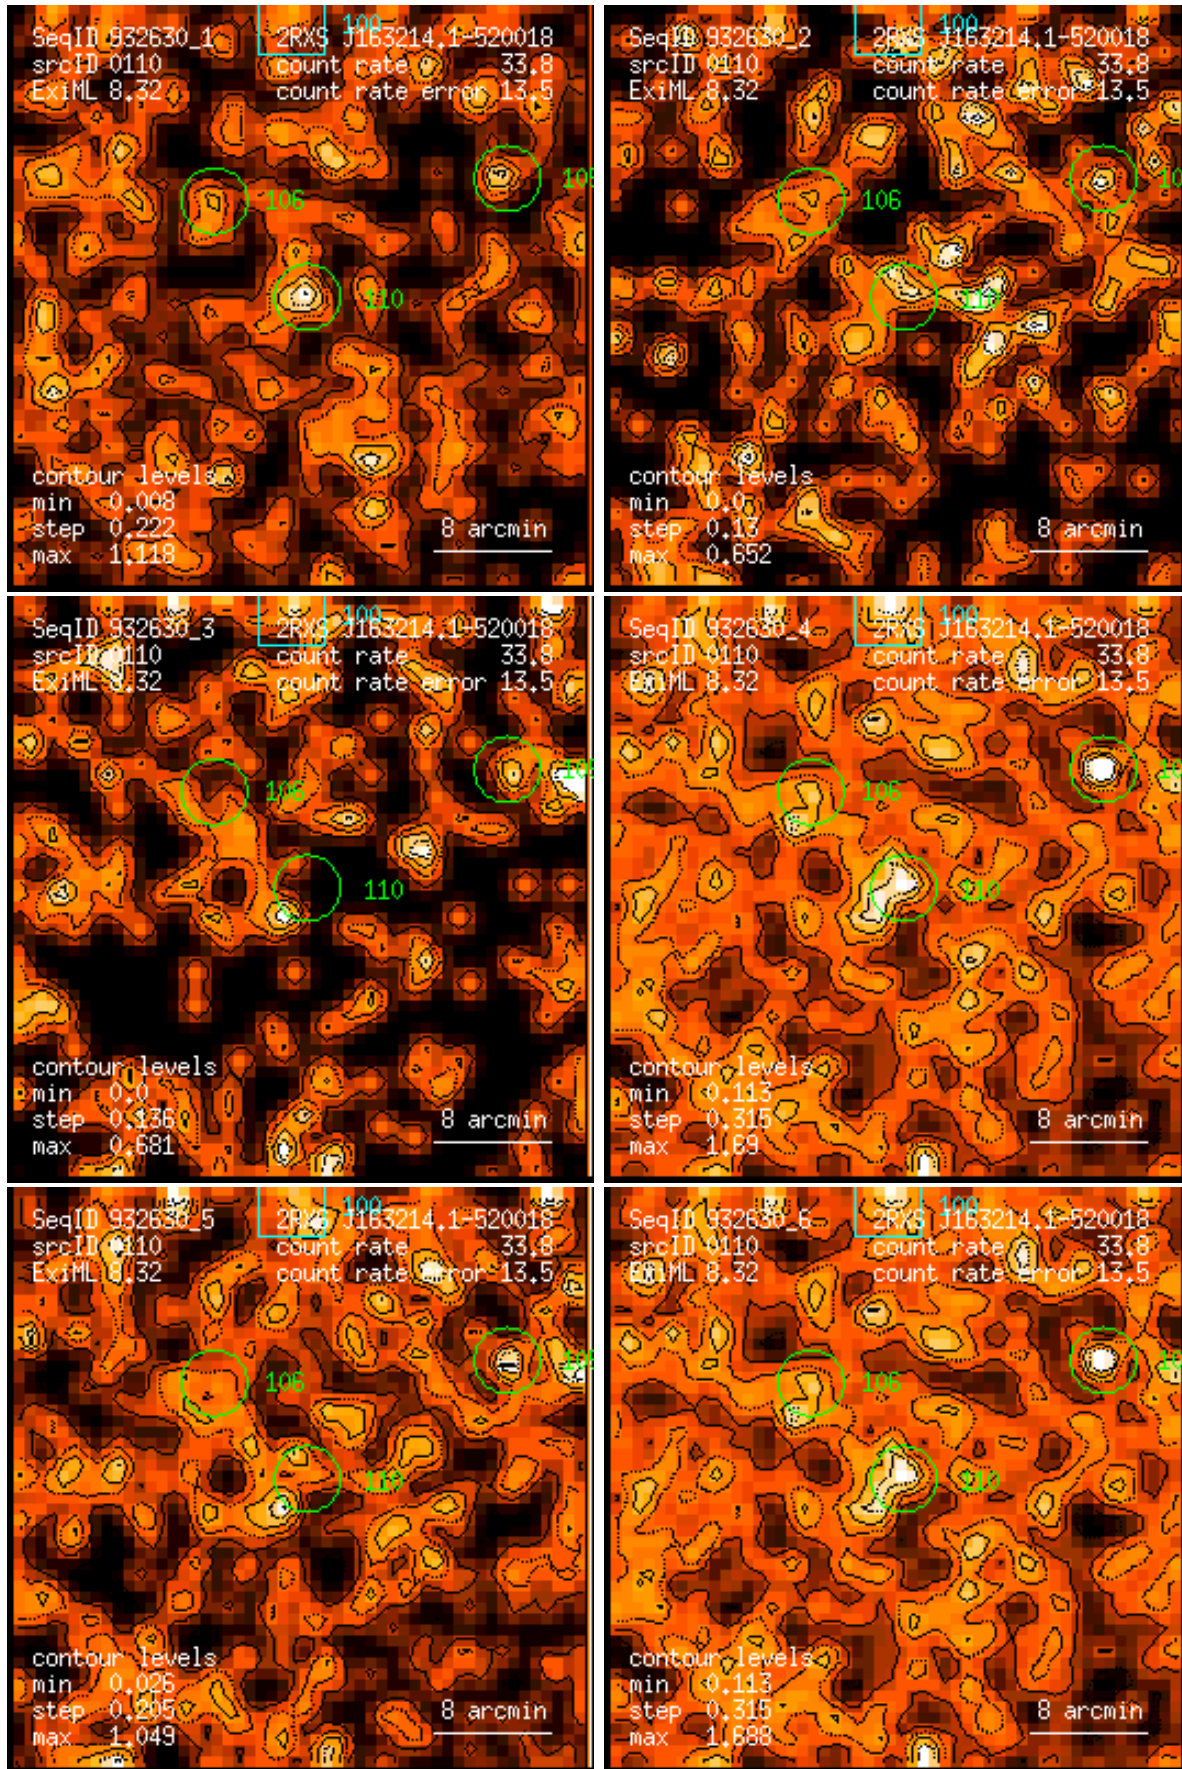 100
SeqID 932630_1 2RXS J163214.1-520018
srcID 0110 count rate 33.8
ExiML 8.32 count rate error 13.5
106
110
contour levels
min 0.008
step 0.222
max 1.118
8 arcmin
100
SeqID 932630_2 2RXS J163214.1-520018
srcID 0110 count rate 33.8
ExiML 8.32 count rate error 13.5
106
110
contour levels
min 0.0
step 0.13
max 0.652
8 arcmin
100
SeqID 932630_3 2RXS J163214.1-520018
srcID 0110 count rate 33.8
ExiML 8.32 count rate error 13.5
106
110
contour levels
min 0.0
step 0.136
max 0.681
8 arcmin
100
SeqID 932630_4 2RXS J163214.1-520018
srcID 0110 count rate 33.8
ExiML 8.32 count rate error 13.5
106
110
contour levels
min 0.113
step 0.315
max 1.69
8 arcmin
100
SeqID 932630_5 2RXS J163214.1-520018
srcID 0110 count rate 33.8
ExiML 8.32 count rate error 13.5
106
110
contour levels
min 0.026
step 0.205
max 1.049
8 arcmin
100
SeqID 932630_6 2RXS J163214.1-520018
srcID 0110 count rate 33.8
ExiML 8.32 count rate error 13.5
106
110
contour levels
min 0.113
step 0.315
max 1.688
8 arcmin